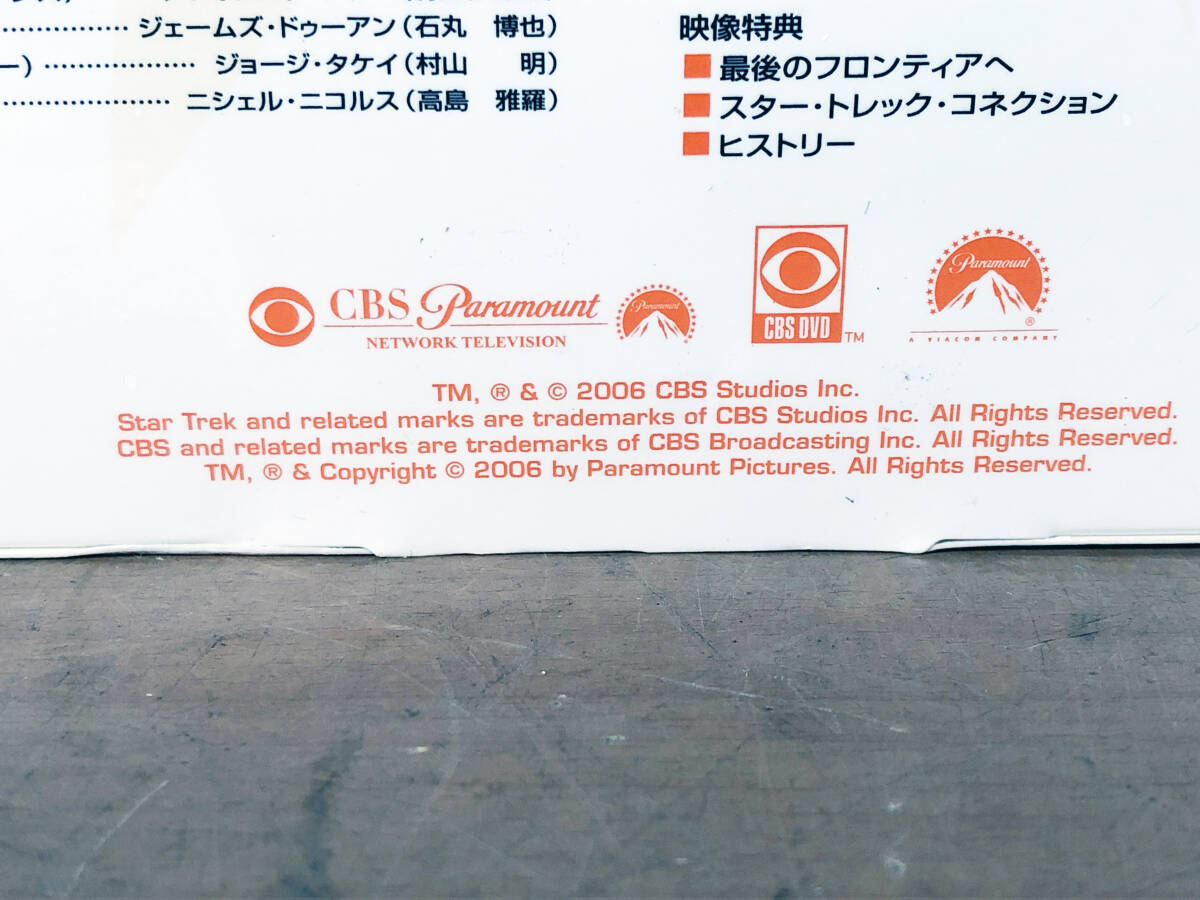 ジェームズ・ドゥーアン(石丸 博也)
ー) ジョージ・タケイ(村山 明)
ニシェル・ニコルス(高島 雅羅)
映像特典
■ 最後のフロンティアへ
■ スター・トレック・コネクション
■ ヒストリー
CBS Paramount
NETWORK TELEVISION
Paramount
CBS DVD TM
Paramount
®
A VIACOM COMPANY
TM, ® & © 2006 CBS Studios Inc.
Star Trek and related marks are trademarks of CBS Studios Inc. All Rights Reserved.
CBS and related marks are trademarks of CBS Broadcasting Inc. All Rights Reserved.
TM, ® & Copyright © 2006 by Paramount Pictures. All Rights Reserved.